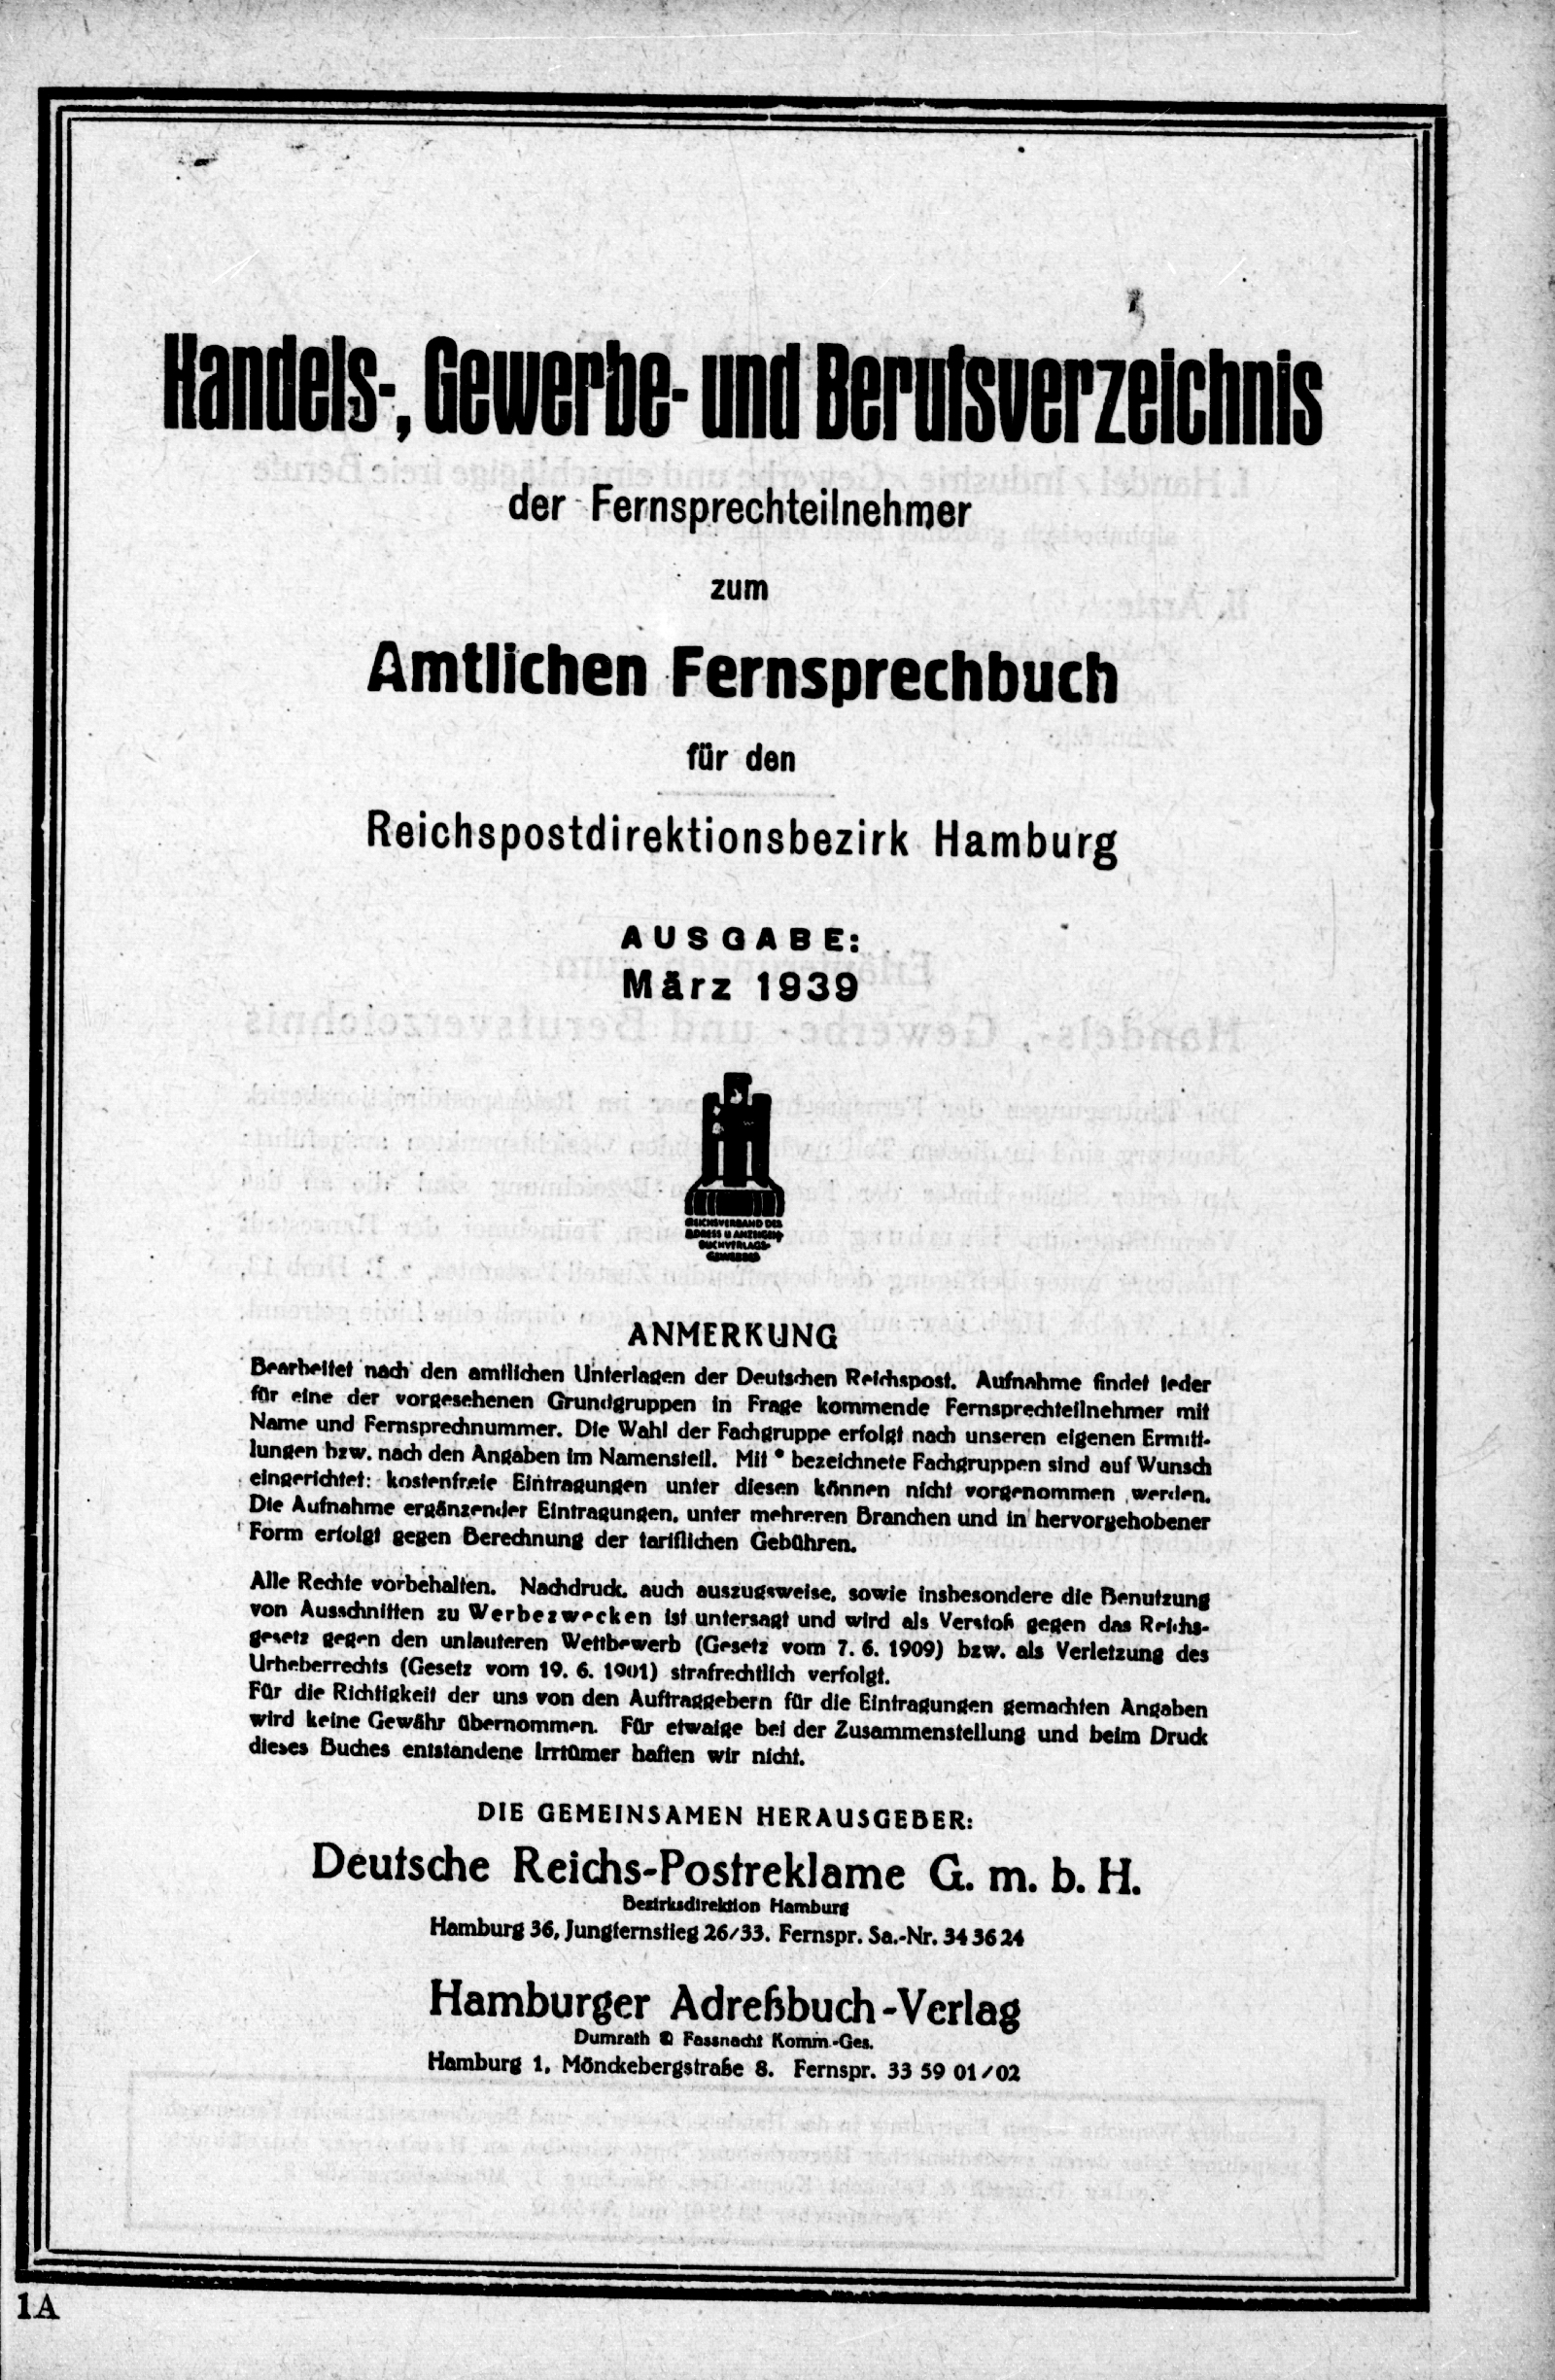 Handels-, Gewerbe- und Berufsverzeichnis
der Fernsprechteilnehmer
zum
Amtlichen Fernsprechbuch
für den
Reichspostdirektionsbezirk Hamburg
AUSGABE:
März 1939
REICHSVERBAND DES
ADRESS U ANZEIGEN-
BUCHVERLAGS-
GEWERBES
ANMERKUNG
Bearbeitet nach den amtlichen Unterlagen der Deutschen Reichspost. Aufnahme findet jeder
für eine der vorgesehenen Grundgruppen in Frage kommende Fernsprechteilnehmer mit
Name und Fernsprechnummer. Die Wahl der Fachgruppe erfolgt nach unseren eigenen Ermitt-
lungen bzw. nach den Angaben im Namensteil. Mit * bezeichnete Fachgruppen sind auf Wunsch
eingerichtet: kostenfreie Eintragungen unter diesen können nicht vorgenommen werden.
Die Aufnahme ergänzender Eintragungen, unter mehreren Branchen und in hervorgehobener
Form erfolgt gegen Berechnung der tariflichen Gebühren.
Alle Rechte vorbehalten. Nachdruck, auch auszugsweise, sowie insbesondere die Benutzung
von Ausschnitten zu Werbezwecken ist untersagt und wird als Verstoß gegen das Reichs-
gesetz gegen den unlauteren Wettbewerb (Gesetz vom 7. 6. 1909) bzw. als Verletzung des
Urheberrechts (Gesetz vom 19. 6. 1901) strafrechtlich verfolgt.
Für die Richtigkeit der uns von den Auftraggebern für die Eintragungen gemachten Angaben
wird keine Gewähr übernommen. Für etwaige bei der Zusammenstellung und beim Druck
dieses Buches entstandene Irrtümer haften wir nicht.
DIE GEMEINSAMEN HERAUSGEBER:
Deutsche Reichs-Postreklame G. m. b. H.
Bezirksdirektion Hamburg
Hamburg 36, Jungfernstieg 26/33. Fernspr. Sa.-Nr. 34 36 24
Hamburger Adreßbuch-Verlag
Dumrath & Fassnacht Komm.-Ges.
Hamburg 1, Mönckebergstraße 8. Fernspr. 33 59 01/02
1A